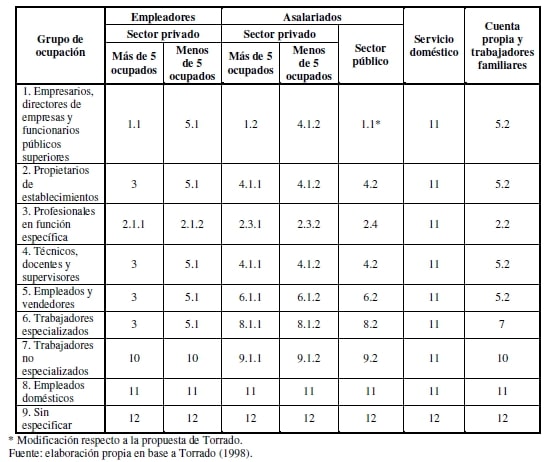 Grupo de ocupación Empleadores Asalariados Servicio doméstico Cuenta propia y trabajadores familiares
Sector privado Sector privado Sector público
Más de 5 ocupados Menos de 5 ocupados Más de 5 ocupados Menos de 5 ocupados
1. Empresarios, directores de empresas y funcionarios públicos superiores 1.1 5.1 1.2 4.1.2 1.1* 11 5.2
2. Propietarios de establecimientos 3 5.1 4.1.1 4.1.2 4.2 11 5.2
3. Profesionales en función específica 2.1.1 2.1.2 2.3.1 2.3.2 2.4 11 2.2
4. Técnicos, docentes y supervisores 3 5.1 4.1.1 4.1.2 4.2 11 5.2
5. Empleados y vendedores 3 5.1 6.1.1 6.1.2 6.2 11 5.2
6. Trabajadores especializados 3 5.1 8.1.1 8.1.2 8.2 11 7
7. Trabajadores no especializados 10 10 9.1.1 9.1.2 9.2 11 10
8. Empleados domésticos 11 11 11 11 11 11 11
9. Sin especificar 12 12 12 12 12 12 12
* Modificación respecto a la propuesta de Torrado.
Fuente: elaboración propia en base a Torrado (1998).